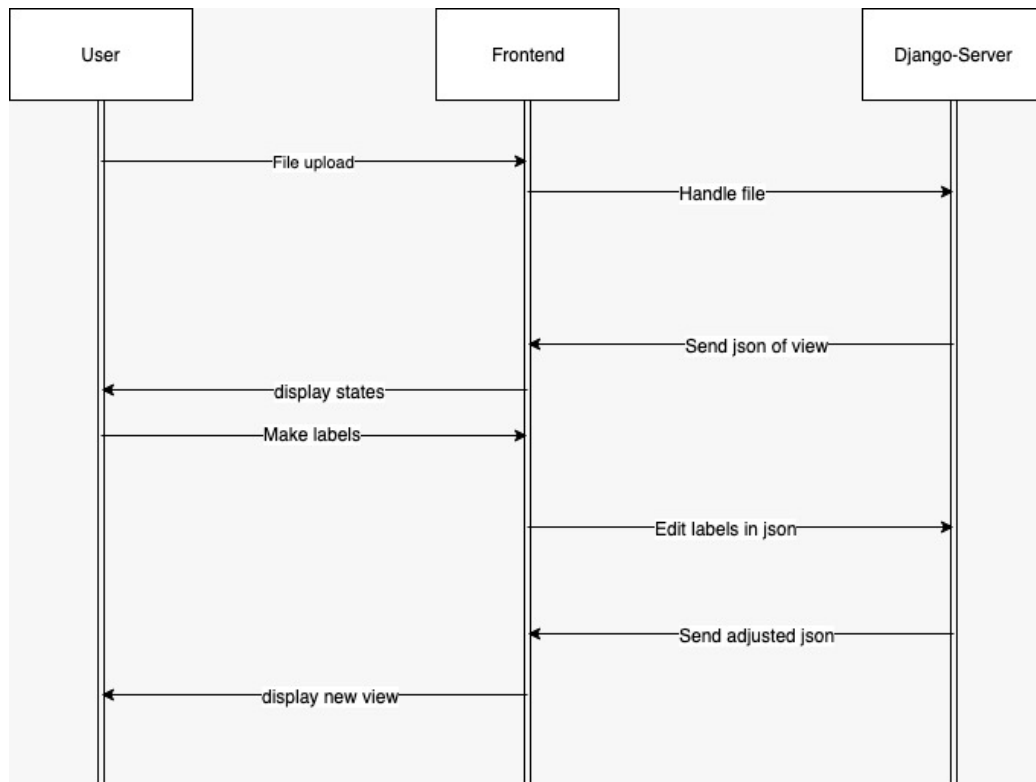 User
Frontend
Django-Server
File upload
Handle file
Send json of view
display states
Make labels
Edit labels in json
Send adjusted json
display new view